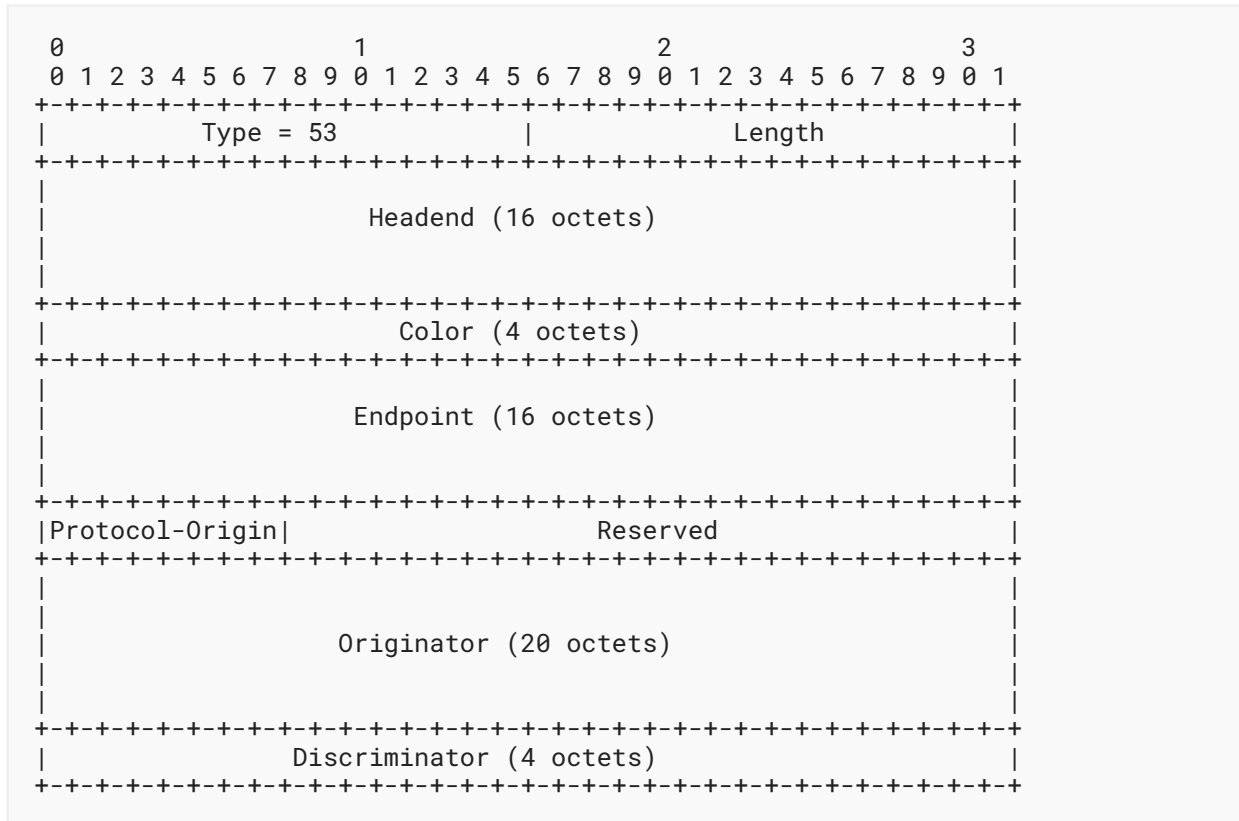 0                   1                   2                   3
 0 1 2 3 4 5 6 7 8 9 0 1 2 3 4 5 6 7 8 9 0 1 2 3 4 5 6 7 8 9 0 1
+-+-+-+-+-+-+-+-+-+-+-+-+-+-+-+-+-+-+-+-+-+-+-+-+-+-+-+-+-+-+-+-+
|          Type = 53            |             Length            |
+-+-+-+-+-+-+-+-+-+-+-+-+-+-+-+-+-+-+-+-+-+-+-+-+-+-+-+-+-+-+-+-+
|                                                               |
|                     Headend (16 octets)                       |
|                                                               |
|                                                               |
+-+-+-+-+-+-+-+-+-+-+-+-+-+-+-+-+-+-+-+-+-+-+-+-+-+-+-+-+-+-+-+-+
|                       Color (4 octets)                        |
+-+-+-+-+-+-+-+-+-+-+-+-+-+-+-+-+-+-+-+-+-+-+-+-+-+-+-+-+-+-+-+-+
|                                                               |
|                    Endpoint (16 octets)                       |
|                                                               |
|                                                               |
+-+-+-+-+-+-+-+-+-+-+-+-+-+-+-+-+-+-+-+-+-+-+-+-+-+-+-+-+-+-+-+-+
|Protocol-Origin|                    Reserved                   |
+-+-+-+-+-+-+-+-+-+-+-+-+-+-+-+-+-+-+-+-+-+-+-+-+-+-+-+-+-+-+-+-+
|                                                               |
|                                                               |
|                   Originator (20 octets)                      |
|                                                               |
|                                                               |
+-+-+-+-+-+-+-+-+-+-+-+-+-+-+-+-+-+-+-+-+-+-+-+-+-+-+-+-+-+-+-+-+
|                Discriminator (4 octets)                       |
+-+-+-+-+-+-+-+-+-+-+-+-+-+-+-+-+-+-+-+-+-+-+-+-+-+-+-+-+-+-+-+-+